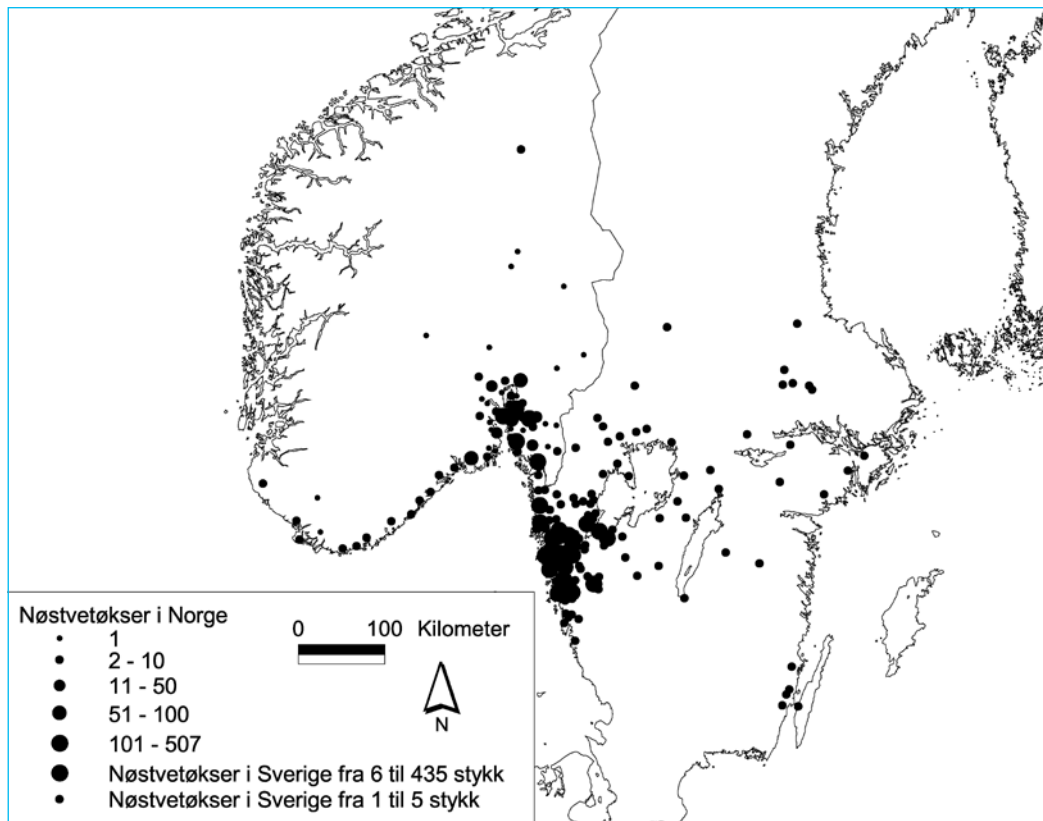 Nøstvetøkser i Norge
1
2 - 10
11 - 50
51 - 100
101 - 507
Nøstvetøkser i Sverige fra 6 til 435 stykk
Nøstvetøkser i Sverige fra 1 til 5 stykk
0 100 Kilometer
N